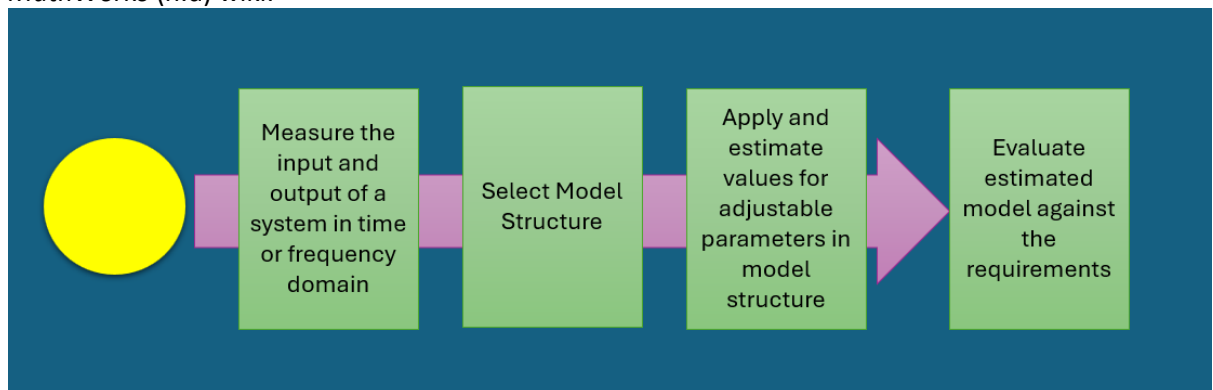 Measure the
input and
output of a
system in time
or frequency
domain
Select Model
Structure
Apply and
estimate
values for
adjustable
parameters in
model
structure
Evaluate
estimated
model against
the
requirements